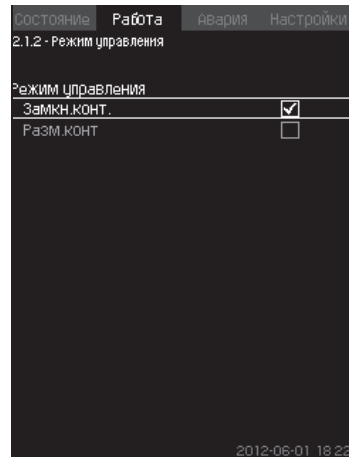 Состояние Работа Авария Настройки
2.1.2 - Режим управления
Режим управления
Замкн.конт.
Разм.конт
2012-06-01 18:22